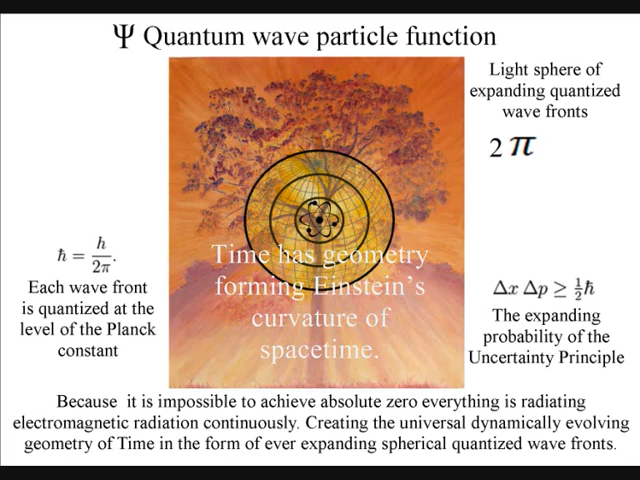 Ψ Quantum wave particle function
Light sphere of
expanding quantized
wave fronts
2 π
Time has geometry
forming Einstein's
curvature of
spacetime.
ℏ = h/2π.
Each wave front
is quantized at the
level of the Planck
constant
Δx Δp ≥ ½ℏ
The expanding
probability of the
Uncertainty Principle
Because it is impossible to achieve absolute zero everything is radiating
electromagnetic radiation continuously. Creating the universal dynamically evolving
geometry of Time in the form of ever expanding spherical quantized wave fronts.